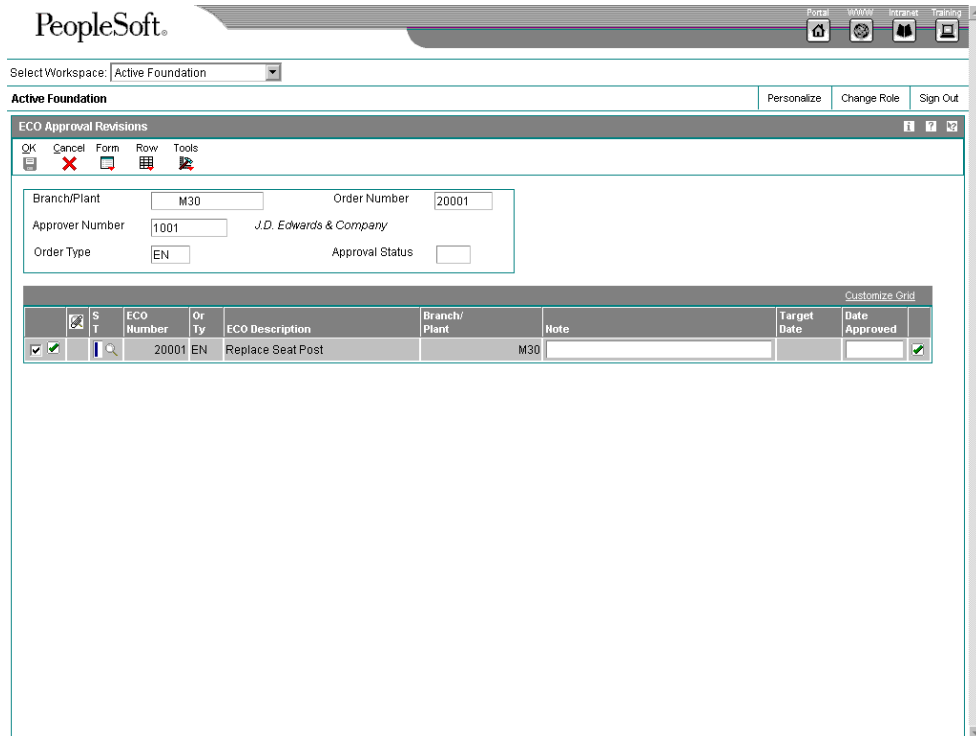 Portal WWW Intranet Training
PeopleSoft®
Select Workspace: Active Foundation
Active Foundation Personalize Change Role Sign Out
ECO Approval Revisions
OK Cancel Form Row Tools
Branch/Plant M30 Order Number 20001
Approver Number 1001 J.D. Edwards & Company
Order Type EN Approval Status
Customize Grid
S ECO Or Branch/ Target Date
T Number Ty ECO Description Plant Note Date Approved
20001 EN Replace Seat Post M30